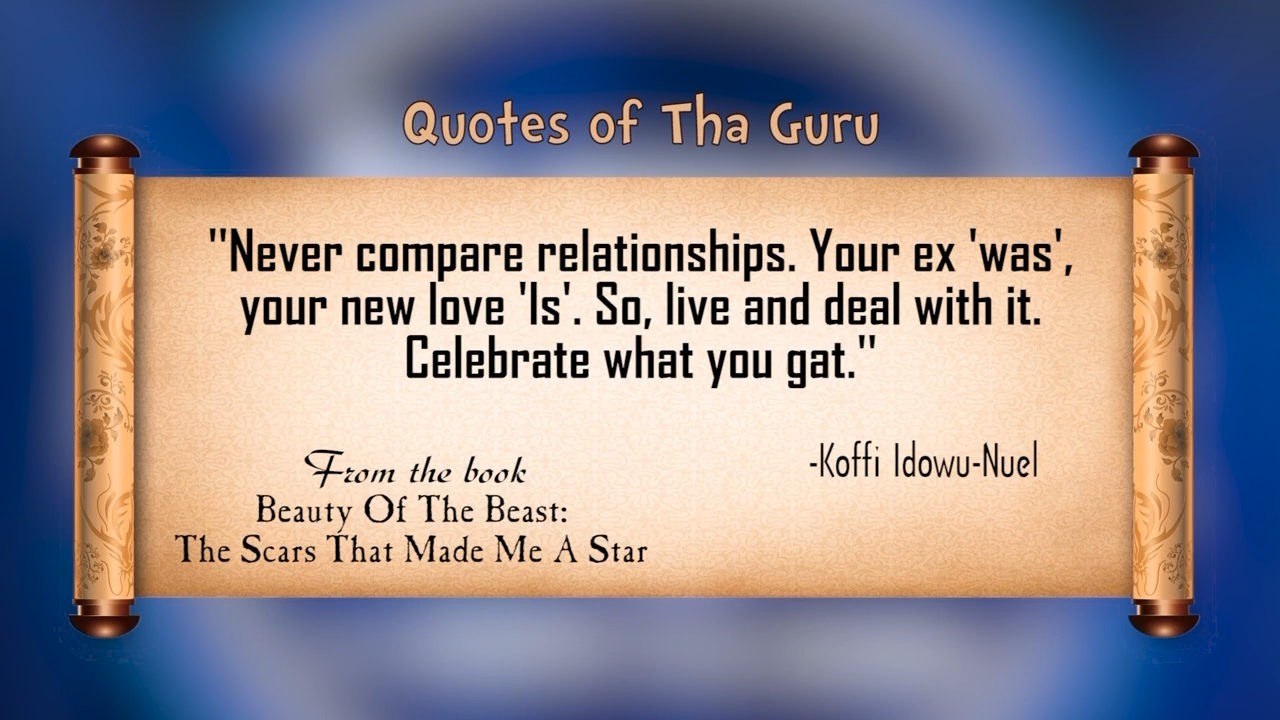 Quotes of Tha Guru
"Never compare relationships. Your ex 'was',
your new love 'Is'. So, live and deal with it.
Celebrate what you gat."
-Koffi Idowu-Nuel
From the book
Beauty Of The Beast:
The Scars That Made Me A Star